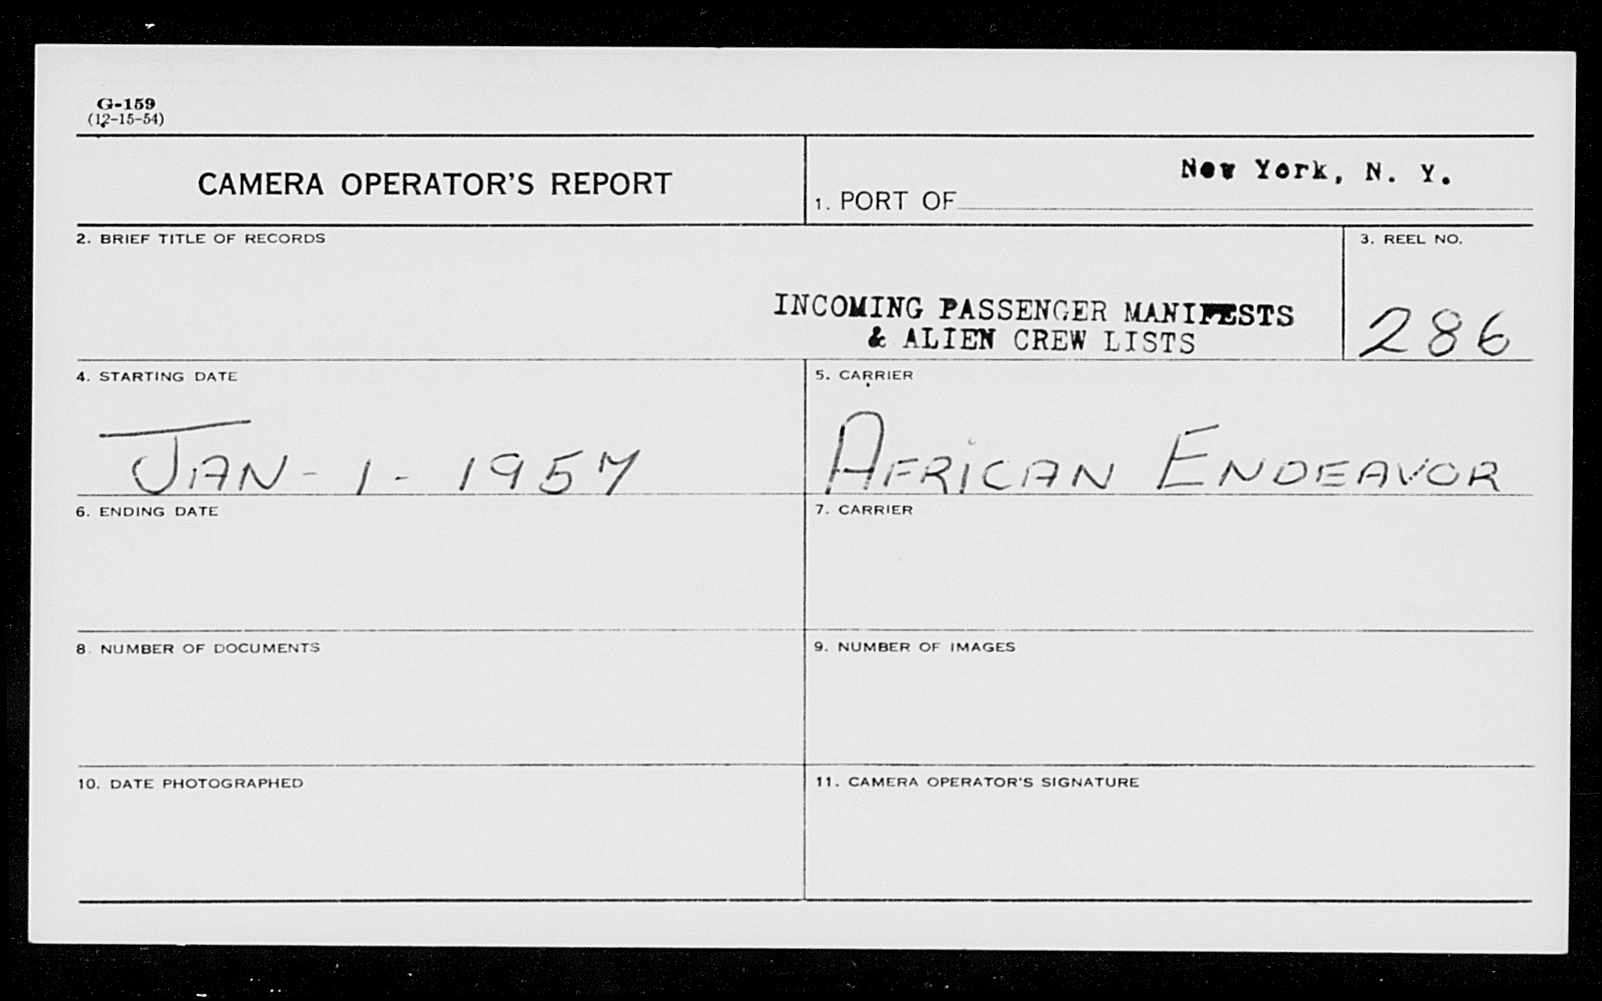 G-159
(12-15-54)
CAMERA OPERATOR'S REPORT
1. PORT OF New York, N. Y.
2. BRIEF TITLE OF RECORDS
INCOMING PASSENGER MANIFESTS
& ALIEN CREW LISTS
3. REEL NO.
286
4. STARTING DATE
JAN - 1 - 1957
5. CARRIER
AFRICAN ENDEAVOR
6. ENDING DATE
7. CARRIER
8. NUMBER OF DOCUMENTS
9. NUMBER OF IMAGES
10. DATE PHOTOGRAPHED
11. CAMERA OPERATOR'S SIGNATURE